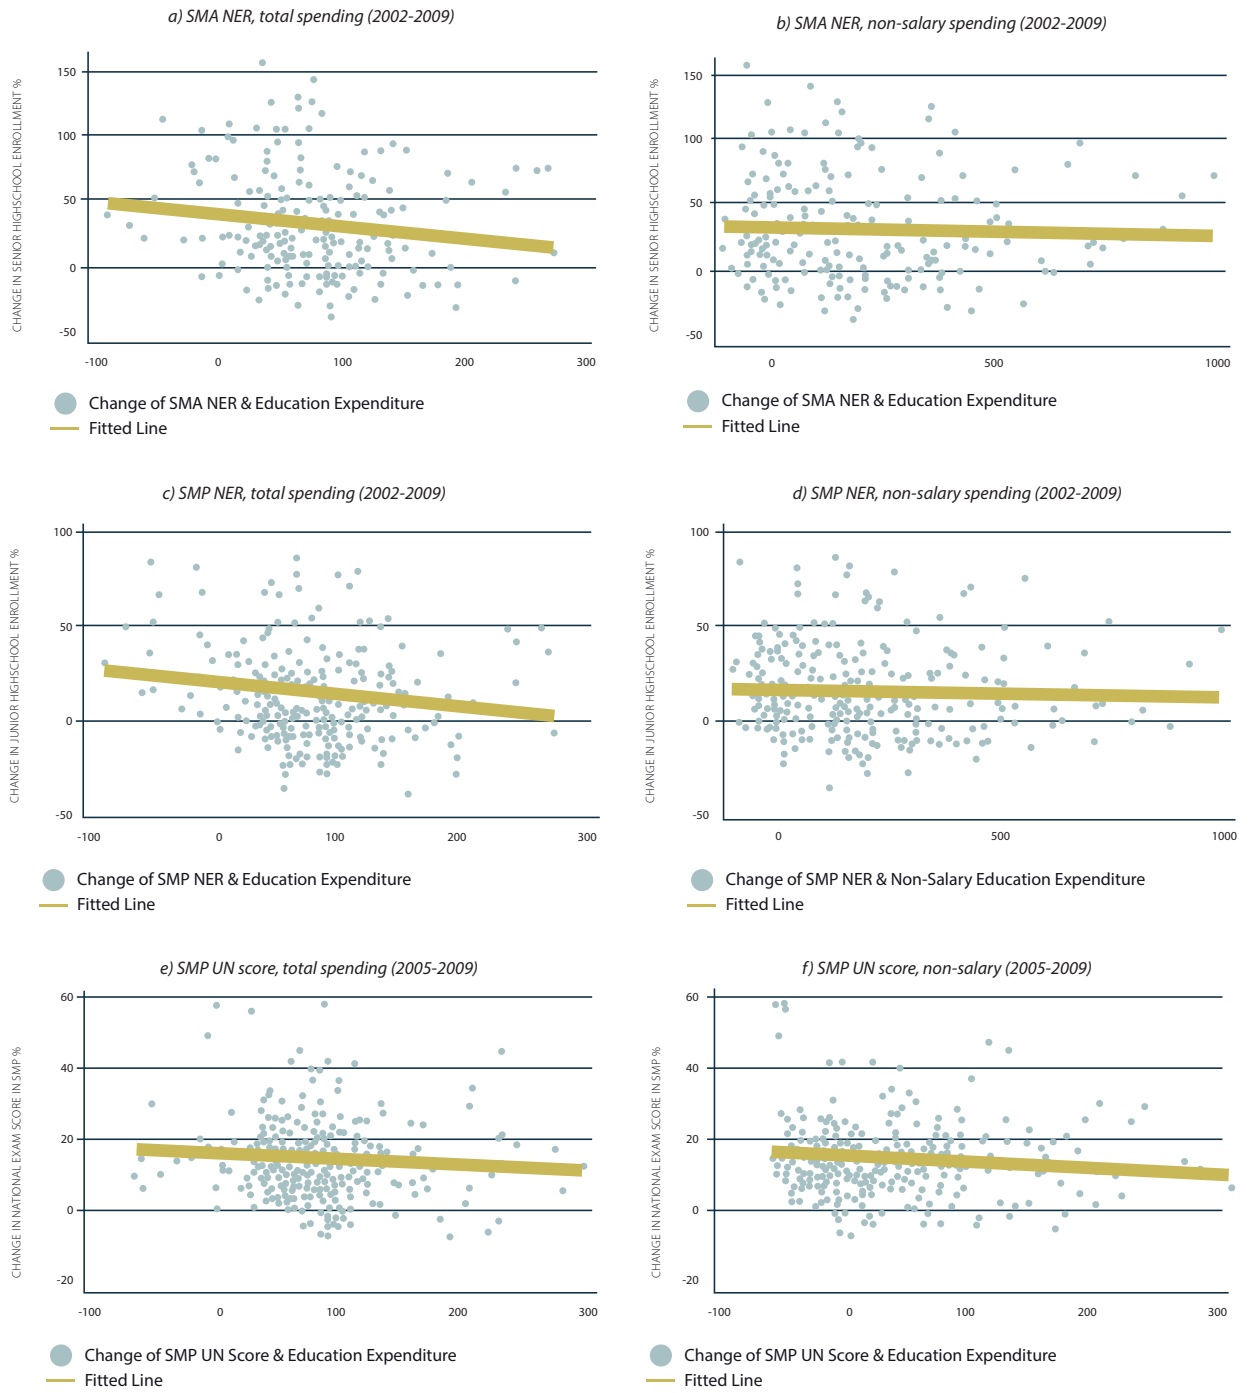 a) SMA NER, total spending (2002-2009)
CHANGE IN SENIOR HIGHSCHOOL ENROLLMENT %
150
100
50
0
-50
-100 0 100 200 300
Change of SMA NER & Education Expenditure
Fitted Line
b) SMA NER, non-salary spending (2002-2009)
CHANGE IN SENIOR HIGHSCHOOL ENROLLMENT %
150
100
50
0
-50
0 500 1000
Change of SMA NER & Education Expenditure
Fitted Line
c) SMP NER, total spending (2002-2009)
CHANGE IN JUNIOR HIGHSCHOOL ENROLLMENT %
100
50
0
-50
-100 0 100 200 300
Change of SMP NER & Education Expenditure
Fitted Line
d) SMP NER, non-salary spending (2002-2009)
CHANGE IN JUNIOR HIGHSCHOOL ENROLLMENT %
100
50
0
-50
0 500 1000
Change of SMP NER & Non-Salary Education Expenditure
Fitted Line
e) SMP UN score, total spending (2005-2009)
CHANGE IN NATIONAL EXAM SCORE IN SMP %
60
40
20
0
-20
-100 0 100 200 300
Change of SMP UN Score & Education Expenditure
Fitted Line
f) SMP UN score, non-salary (2005-2009)
CHANGE IN NATIONAL EXAM SCORE IN SMP %
60
40
20
0
-20
-100 0 100 200 300
Change of SMP UN Score & Education Expenditure
Fitted Line